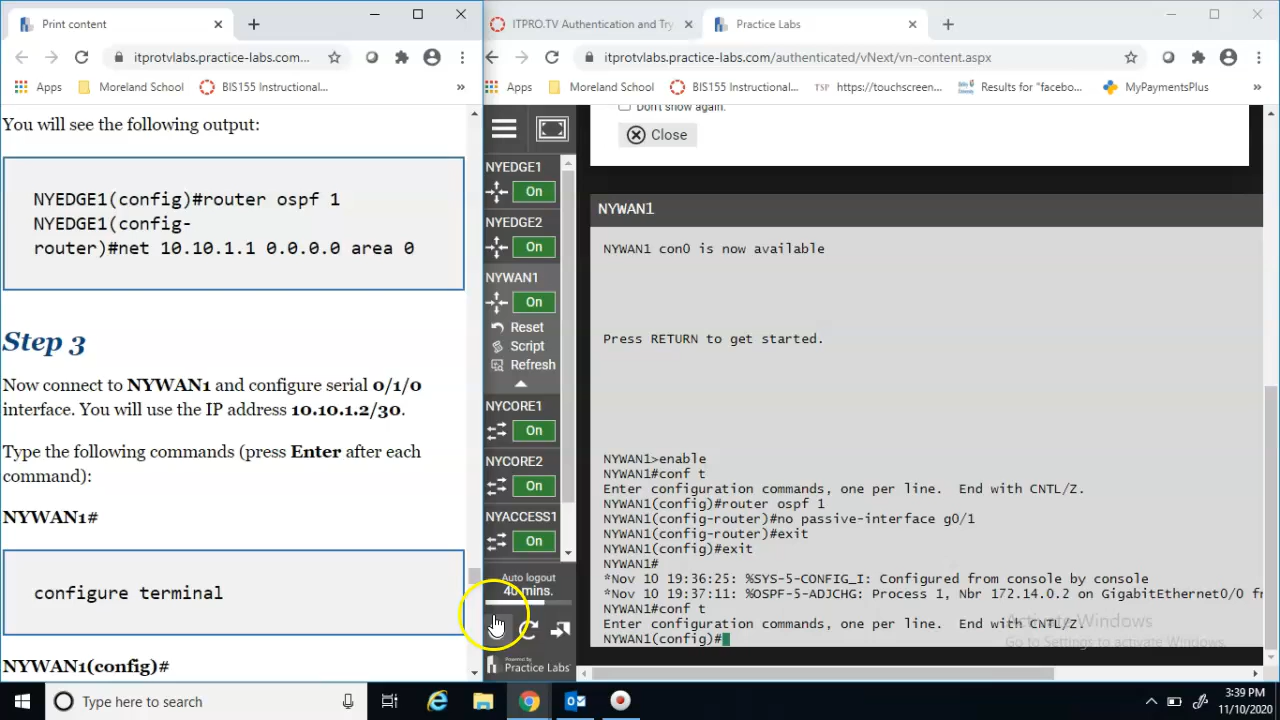 Print content
itprotvlabs.practice-labs.com...
Apps
Moreland School
BIS155 Instructional...
»
You will see the following output:
NYEDGE1(config)#router ospf 1
NYEDGE1(config-
router)#net 10.10.1.1 0.0.0.0 area 0
Step 3
Now connect to NYWAN1 and configure serial 0/1/0
interface. You will use the IP address 10.10.1.2/30.
Type the following commands (press Enter after each
command):
NYWAN1#
configure terminal
NYWAN1(config)#
ITPRO.TV Authentication and Try
Practice Labs
itprotvlabs.practice-labs.com/authenticated/vNext/vn-content.aspx
Apps
Moreland School
BIS155 Instructional...
TSP https://touchscreen...
Results for "facebo...
MyPaymentsPlus
»
Don't show again.
Close
NYEDGE1
On
NYEDGE2
On
NYWAN1
On
Reset
Script
Refresh
NYCORE1
On
NYCORE2
On
NYACCESS1
On
Auto logout
40 mins.
Powered by
Practice Labs
NYWAN1
NYWAN1 con0 is now available
Press RETURN to get started.
NYWAN1>enable
NYWAN1#conf t
Enter configuration commands, one per line.  End with CNTL/Z.
NYWAN1(config)#router ospf 1
NYWAN1(config-router)#no passive-interface g0/1
NYWAN1(config-router)#exit
NYWAN1(config)#exit
NYWAN1#
*Nov 10 19:36:25: %SYS-5-CONFIG_I: Configured from console by console
*Nov 10 19:37:11: %OSPF-5-ADJCHG: Process 1, Nbr 172.14.0.2 on GigabitEthernet0/0 fr
NYWAN1#conf t
Enter configuration commands, one per line.  End with CNTL/Z.
NYWAN1(config)#
Activate Windows
Go to Settings to activate Windows.
Type here to search
3:39 PM
11/10/2020